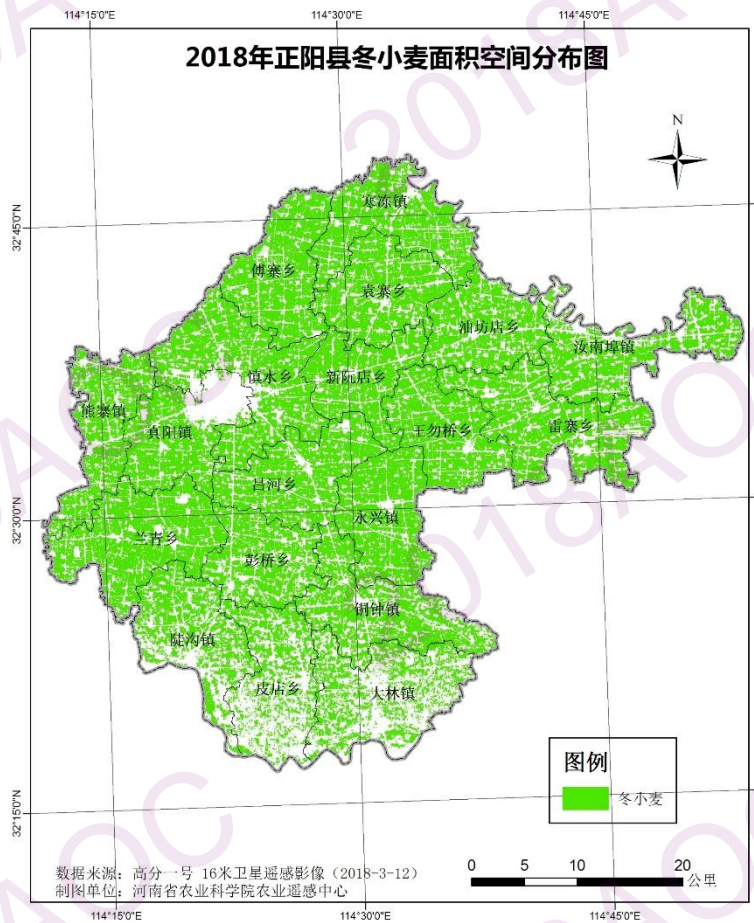 114°15'0"E
114°30'0"E
114°45'0"E
2018年正阳县冬小麦面积空间分布图
N
寒冻镇
32°45'0"N
傅寨乡
袁寨乡
汕坊店乡
汝南埠镇
慎水乡
新阮店乡
熊寨镇
真阳镇
王勿桥乡
雷寨乡
吕河乡
永兴镇
32°30'0"N
兰青乡
彭桥乡
铜钟镇
陡沟镇
皮店乡
大林镇
图例
冬小麦
32°15'0"N
数据来源：高分一号 16米卫星遥感影像（2018-3-12）
制图单位：河南省农业科学院农业遥感中心
0 5 10 20
公里
114°15'0"E
114°30'0"E
114°45'0"E
2018AOC